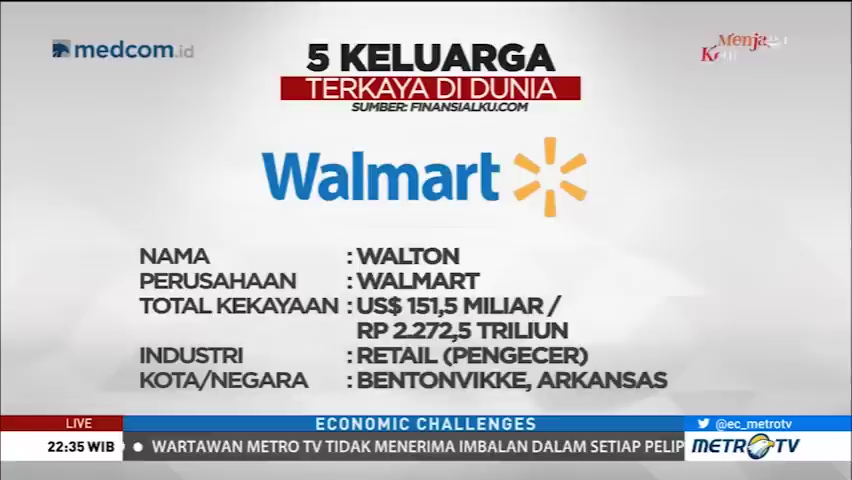 medcom.id
5 KELUARGA
TERKAYA DI DUNIA
SUMBER: FINANSIALKU.COM
Walmart
NAMA : WALTON
PERUSAHAAN : WALMART
TOTAL KEKAYAAN : US$ 151,5 MILIAR /
RP 2.272,5 TRILIUN
INDUSTRI : RETAIL (PENGECER)
KOTA/NEGARA : BENTONVIKKE, ARKANSAS
LIVE
ECONOMIC CHALLENGES
@ec_metrotv
22:35 WIB
WARTAWAN METRO TV TIDAK MENERIMA IMBALAN DALAM SETIAP PELIP
METRO TV